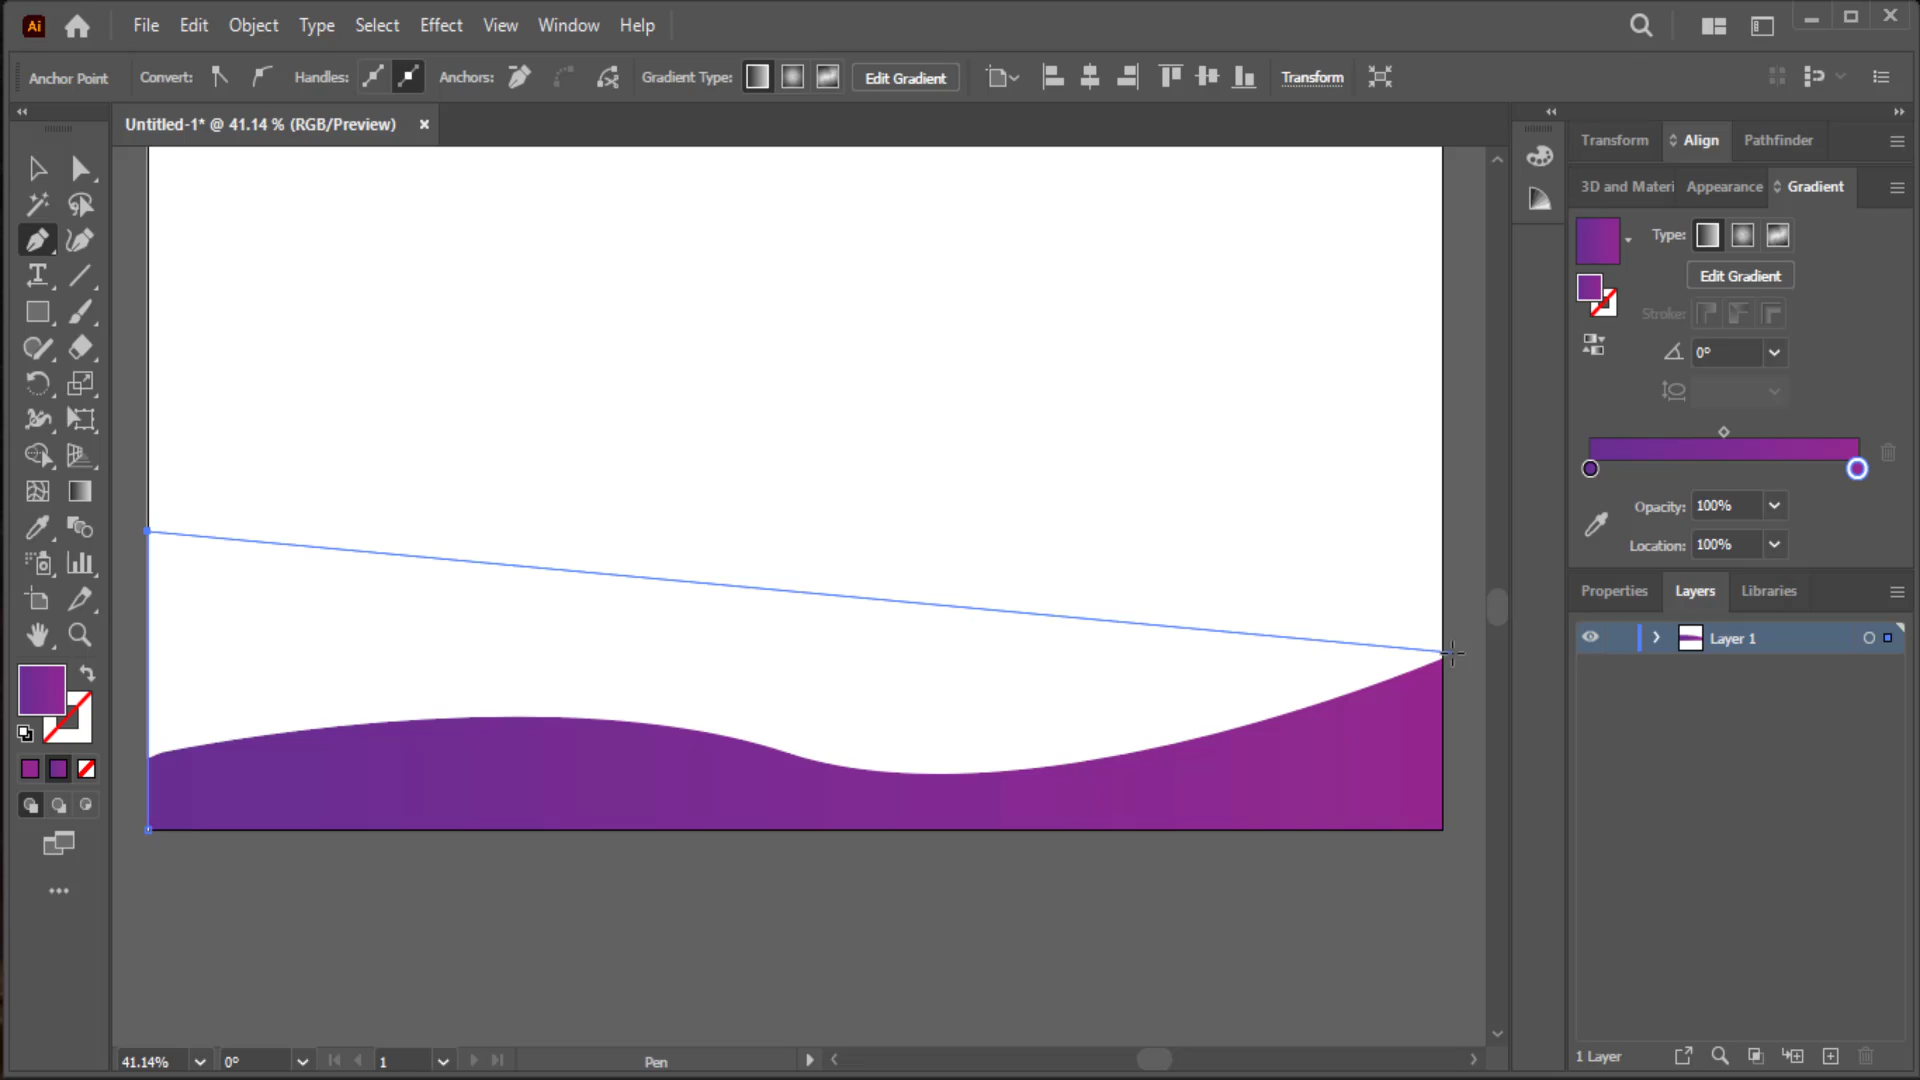 Ai File Edit Object Type Select Effect View Window Help
Anchor Point Convert: Handles: Anchors: Gradient Type: Edit Gradient Transform
Untitled-1* @ 41.14 % (RGB/Preview) ×
Transform Align Pathfinder
3D and Materi Appearance Gradient
Type:
Edit Gradient
Stroke:
0°
Opacity: 100%
Location: 100%
Properties Layers Libraries
Layer 1
41.14% 0° 1 Pen
1 Layer